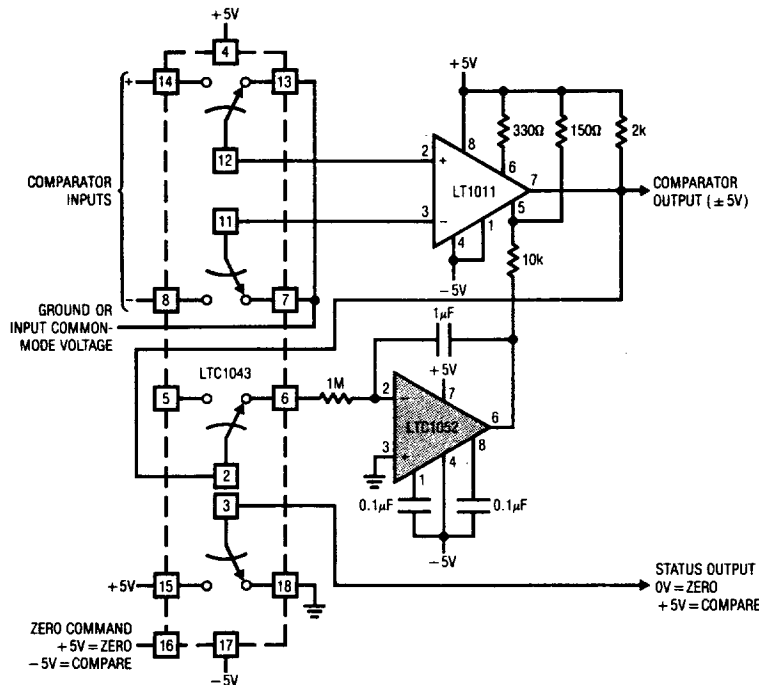 +5V
4
+
14
13
12
COMPARATOR
INPUTS
11
−
8
7
GROUND OR
INPUT COMMON-
MODE VOLTAGE
+5V
330Ω
150Ω
2k
8
6
2
+
LT1011
7
COMPARATOR
OUTPUT (±5V)
3
−
5
4
1
−5V
10k
1µF
LTC1043
5
6
1M
+5V
7
2
−
LTC1052
6
3
+
8
4
1
0.1µF
0.1µF
−5V
2
3
STATUS OUTPUT
0V = ZERO
+5V = COMPARE
+5V
15
18
ZERO COMMAND
+5V = ZERO
−5V = COMPARE
16
17
−5V